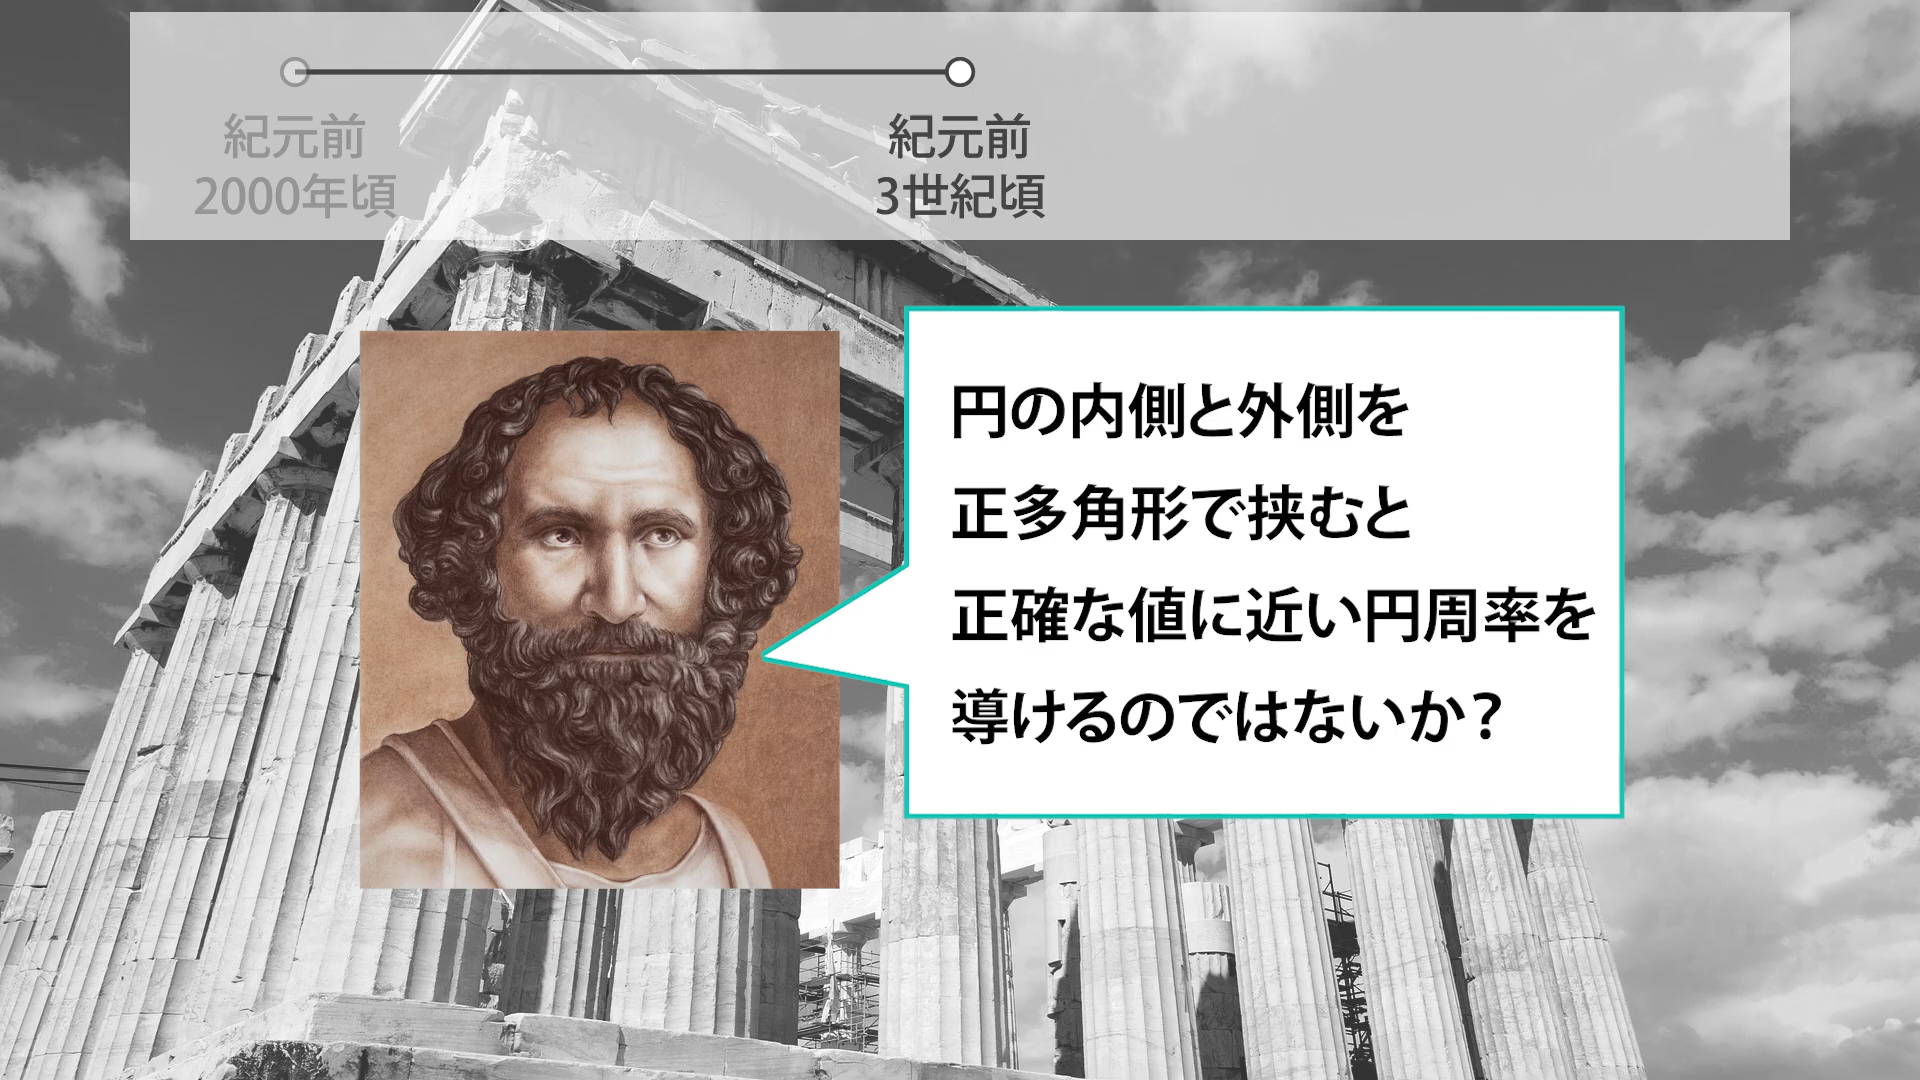 紀元前
2000年頃
紀元前
3世紀頃
円の内側と外側を
正多角形で挟むと
正確な値に近い円周率を
導けるのではないか？